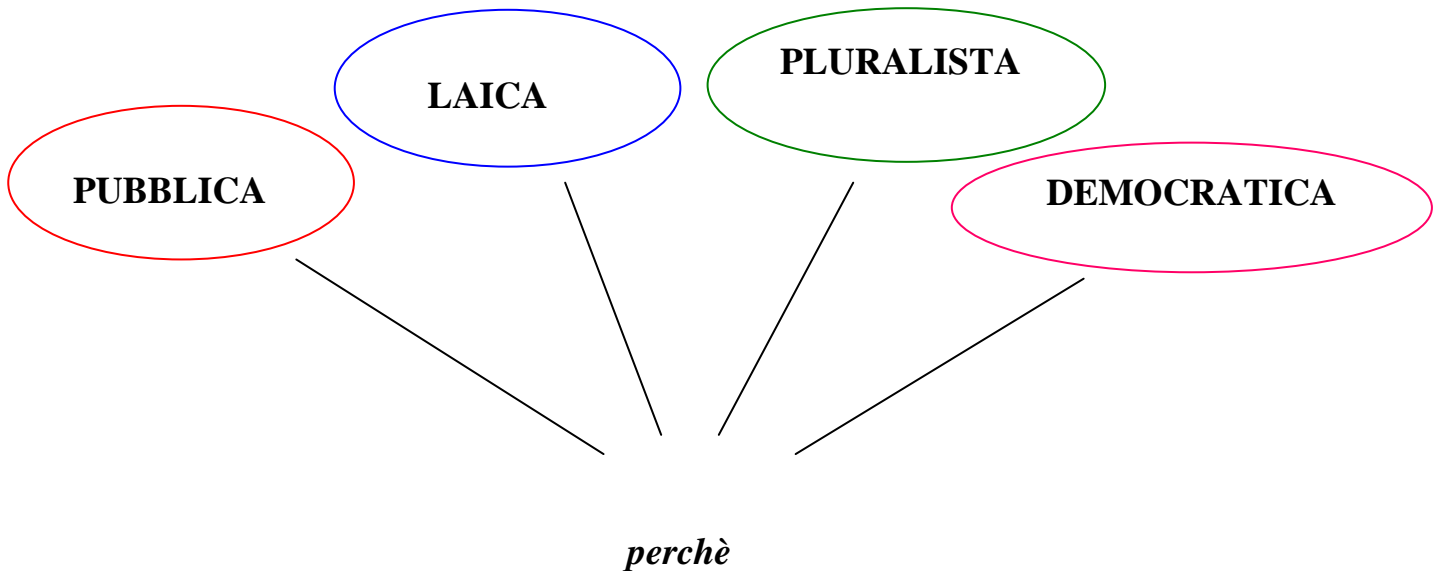 PUBBLICA
LAICA
PLURALISTA
DEMOCRATICA
perchè